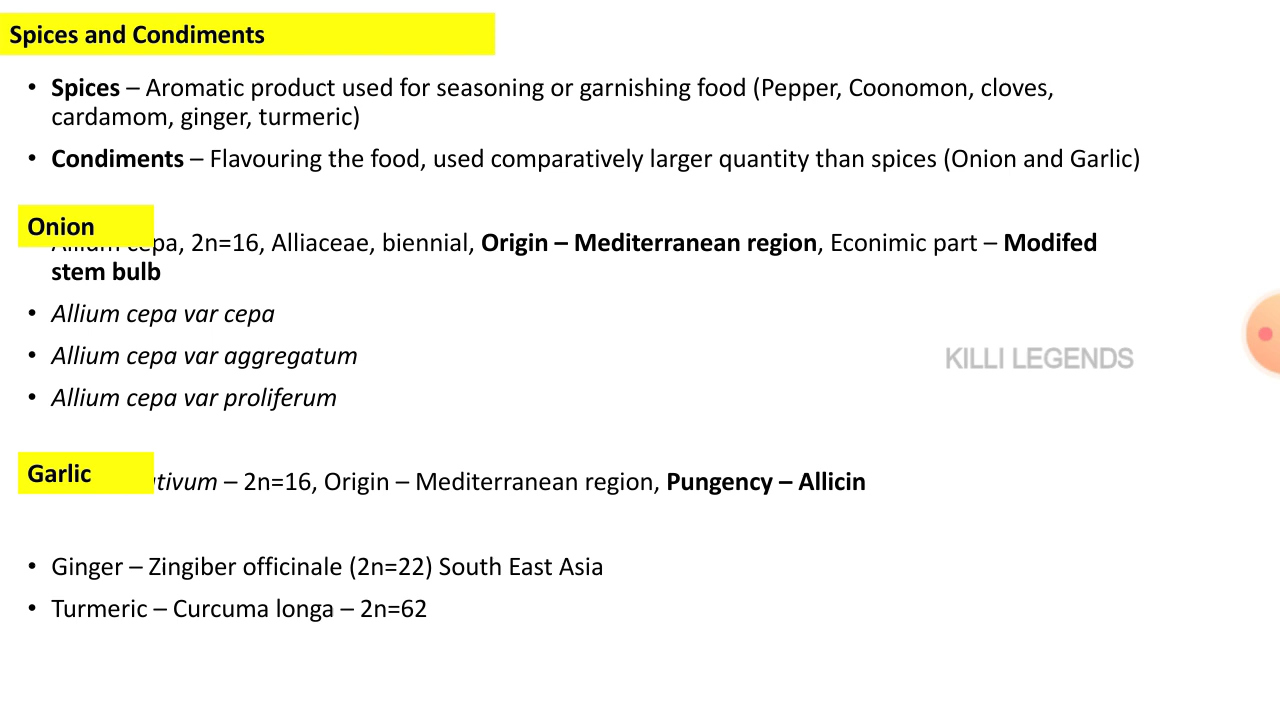 Spices and Condiments
• Spices – Aromatic product used for seasoning or garnishing food (Pepper, Coonomon, cloves,
cardamom, ginger, turmeric)
• Condiments – Flavouring the food, used comparatively larger quantity than spices (Onion and Garlic)
Onion
Allium cepa, 2n=16, Alliaceae, biennial, Origin – Mediterranean region, Econimic part – Modifed
stem bulb
• Allium cepa var cepa
• Allium cepa var aggregatum
• Allium cepa var proliferum
KILLI LEGENDS
Garlic
– 2n=16, Origin – Mediterranean region, Pungency – Allicin
• Ginger – Zingiber officinale (2n=22) South East Asia
• Turmeric – Curcuma longa – 2n=62